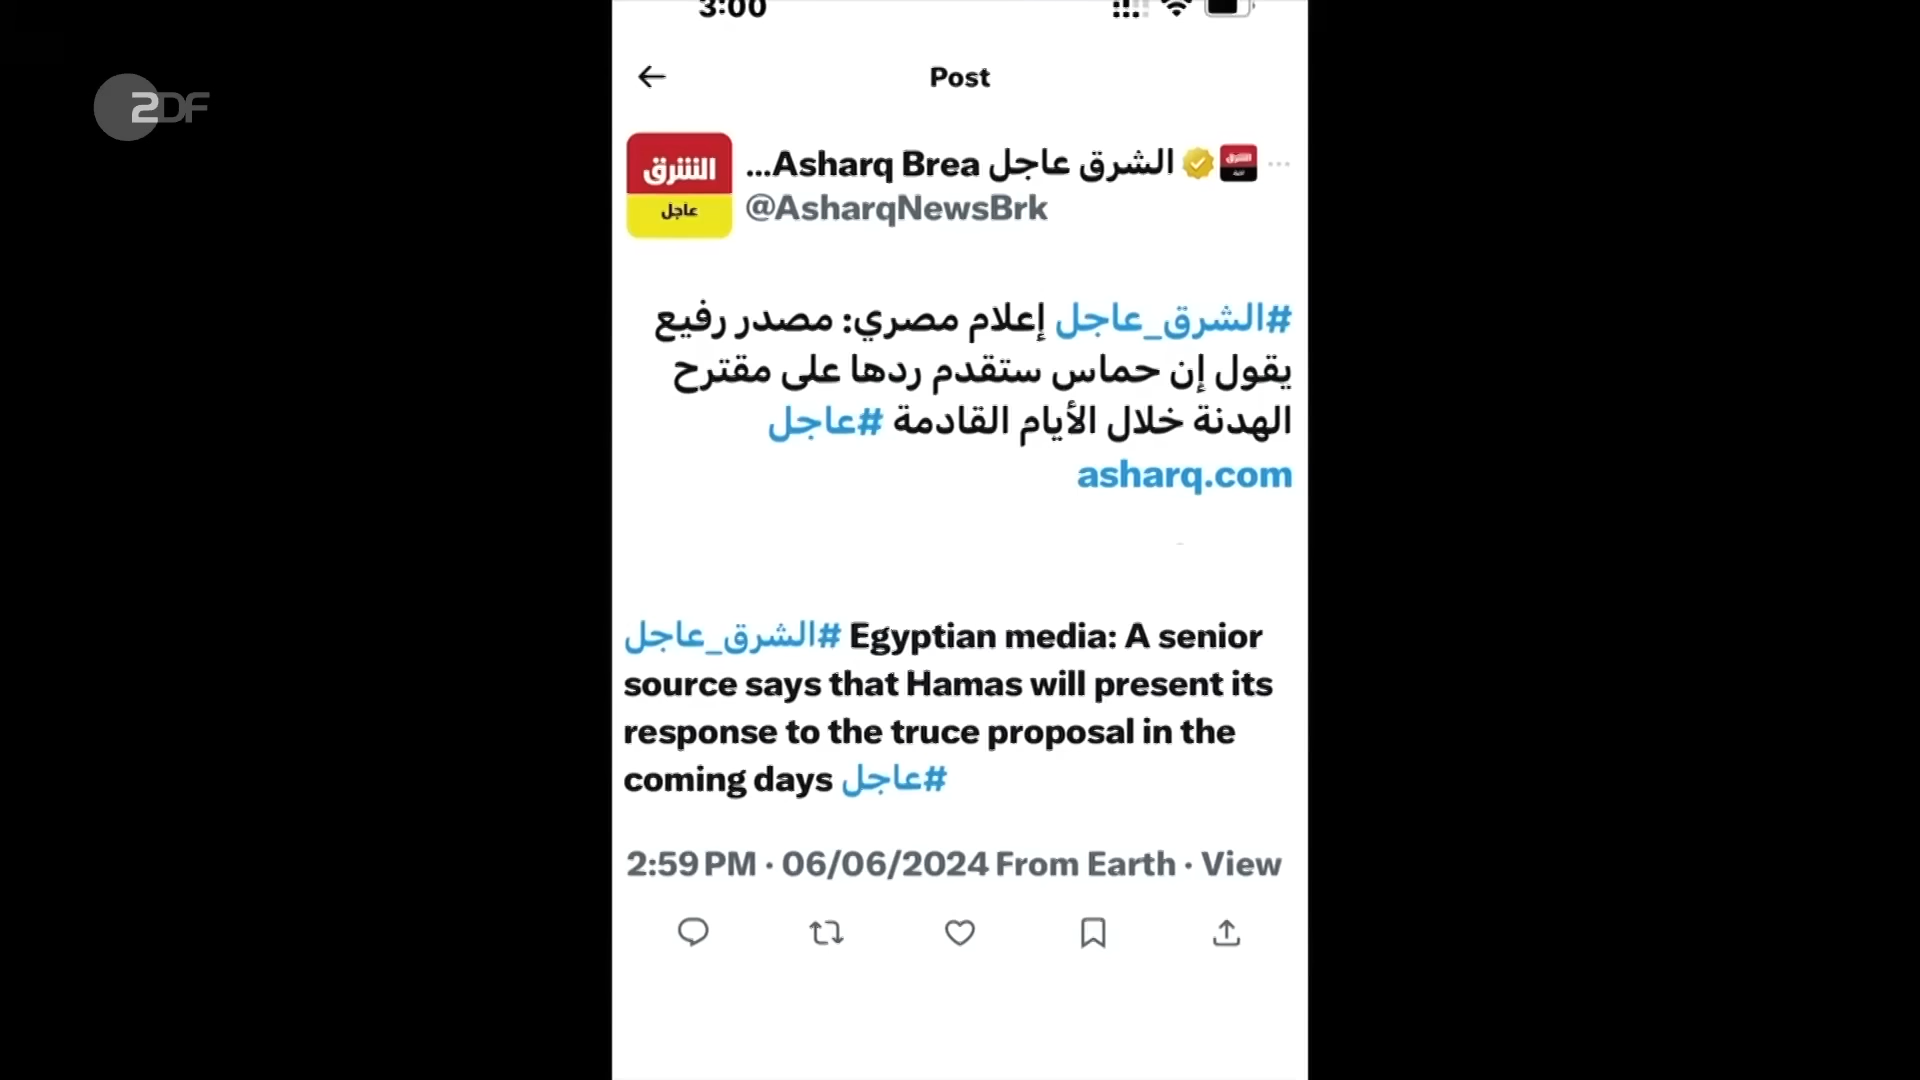 3:00
ZDF
Post
الشرق
عاجل
...Asharq Brea الشرق عاجل
الشرق
@AsharqNewsBrk
#الشرق_عاجل إعلام مصري: مصدر رفيع
يقول إن حماس ستقدم ردها على مقترح
الهدنة خلال الأيام القادمة #عاجل
asharq.com
#الشرق_عاجل Egyptian media: A senior
source says that Hamas will present its
response to the truce proposal in the
coming days #عاجل
2:59 PM · 06/06/2024 From Earth · View